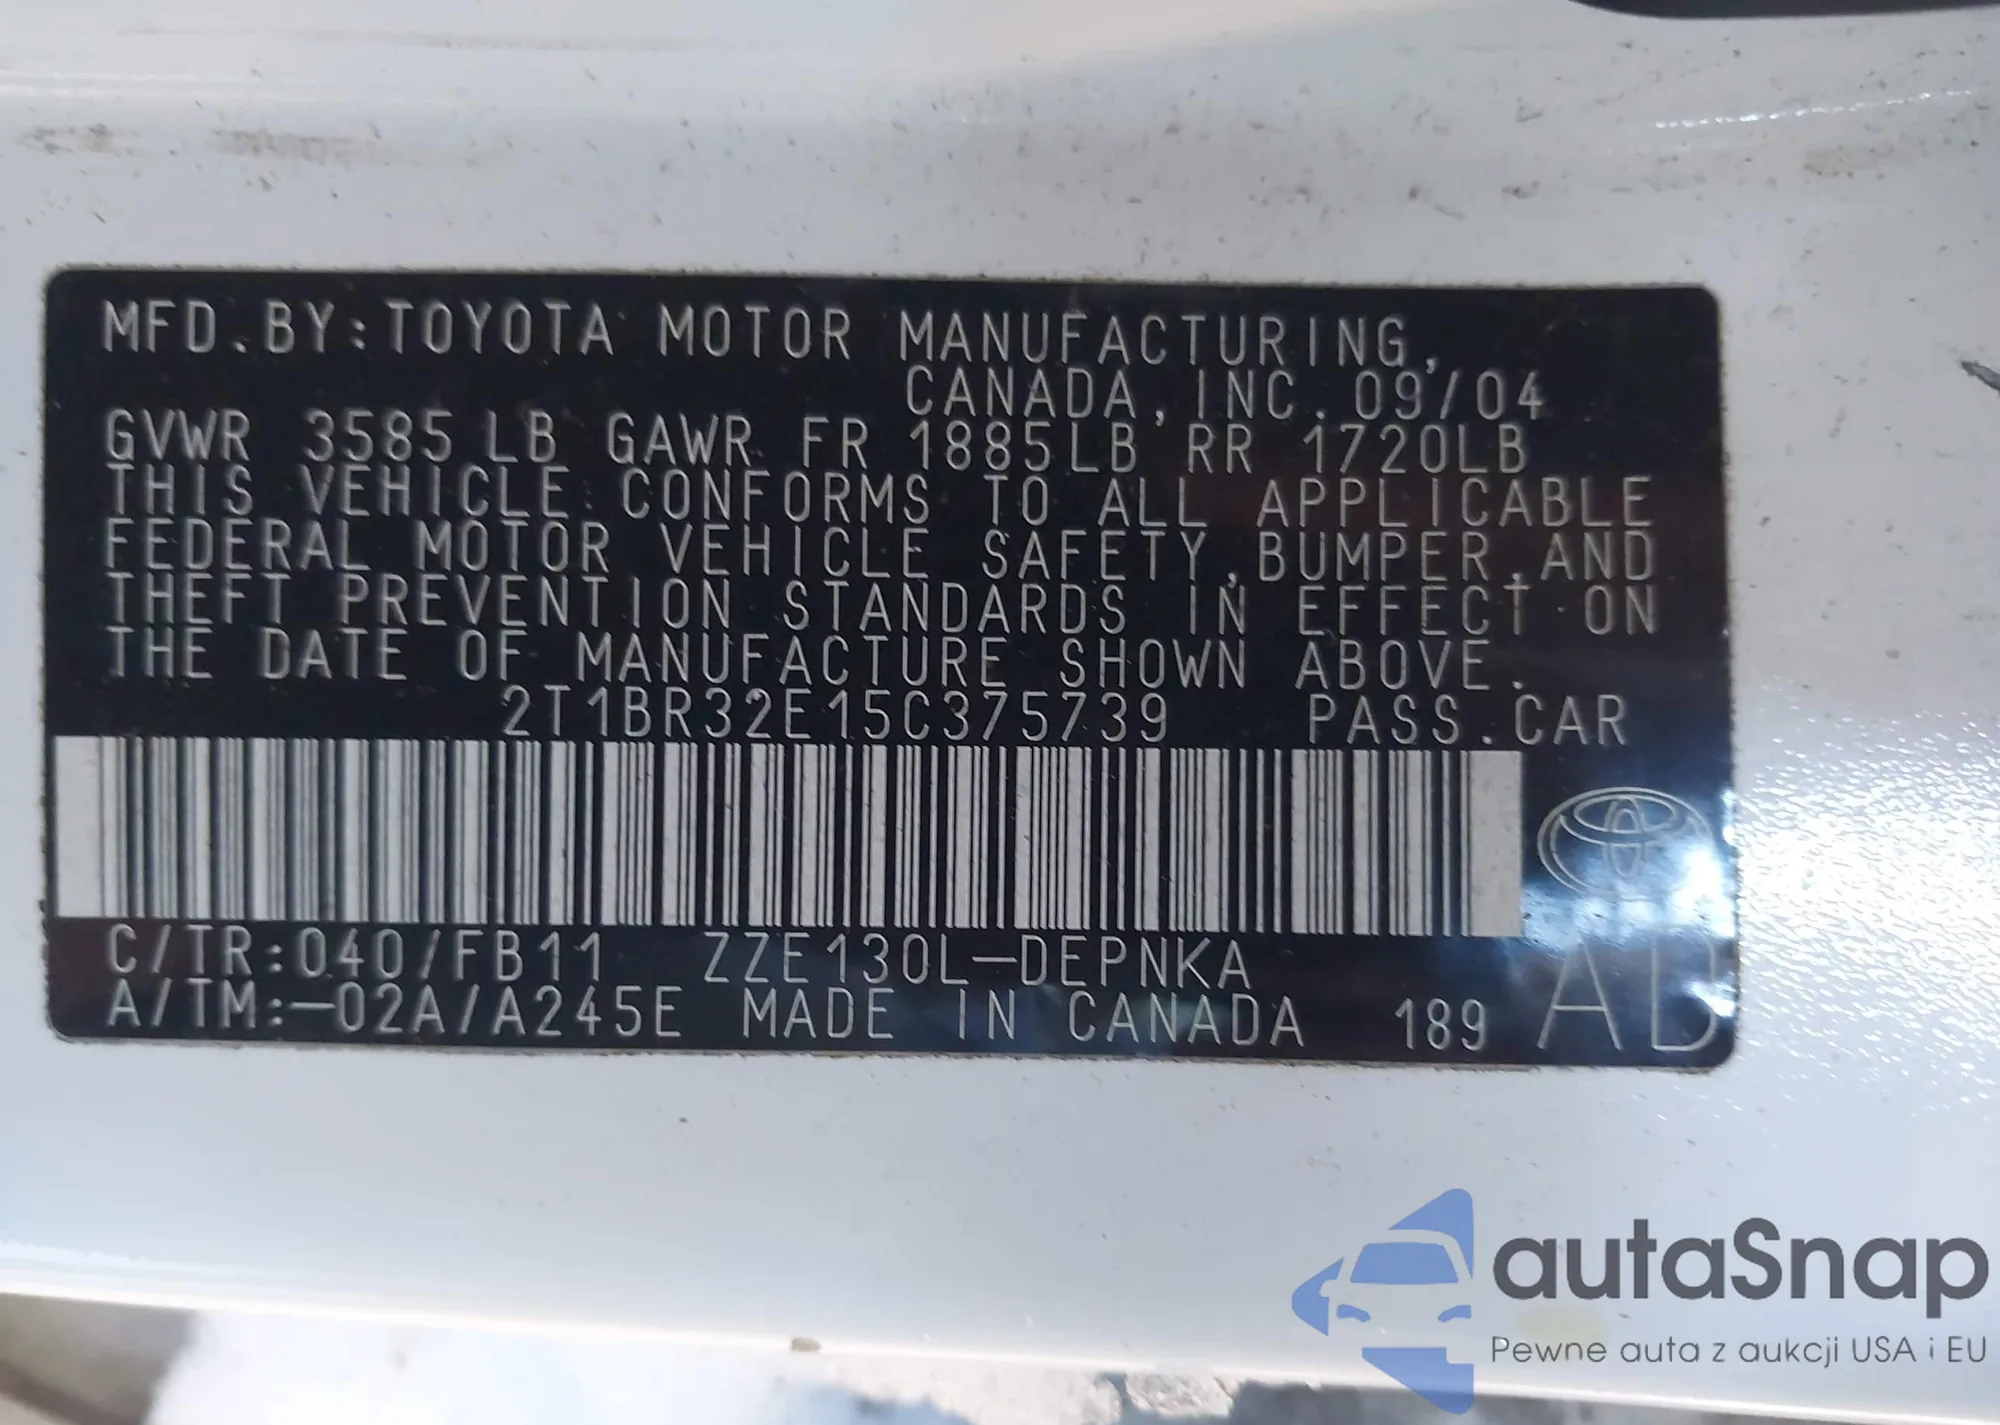 MFD.BY:TOYOTA MOTOR MANUFACTURING,
CANADA,INC. 09/04
GVWR 3585 LB GAWR FR 1885LB RR 1720LB
THIS VEHICLE CONFORMS TO ALL APPLICABLE
FEDERAL MOTOR VEHICLE SAFETY,BUMPER,AND
THEFT PREVENTION STANDARDS IN EFFECT ON
THE DATE OF MANUFACTURE SHOWN ABOVE.
2T1BR32E15C375739 PASS.CAR
C/TR:040/FB11 ZZE130L-DEPNKA
A/TM:-02A/A245E MADE IN CANADA 189
AD
autaSnap
Pewne auta z aukcji USA i EU